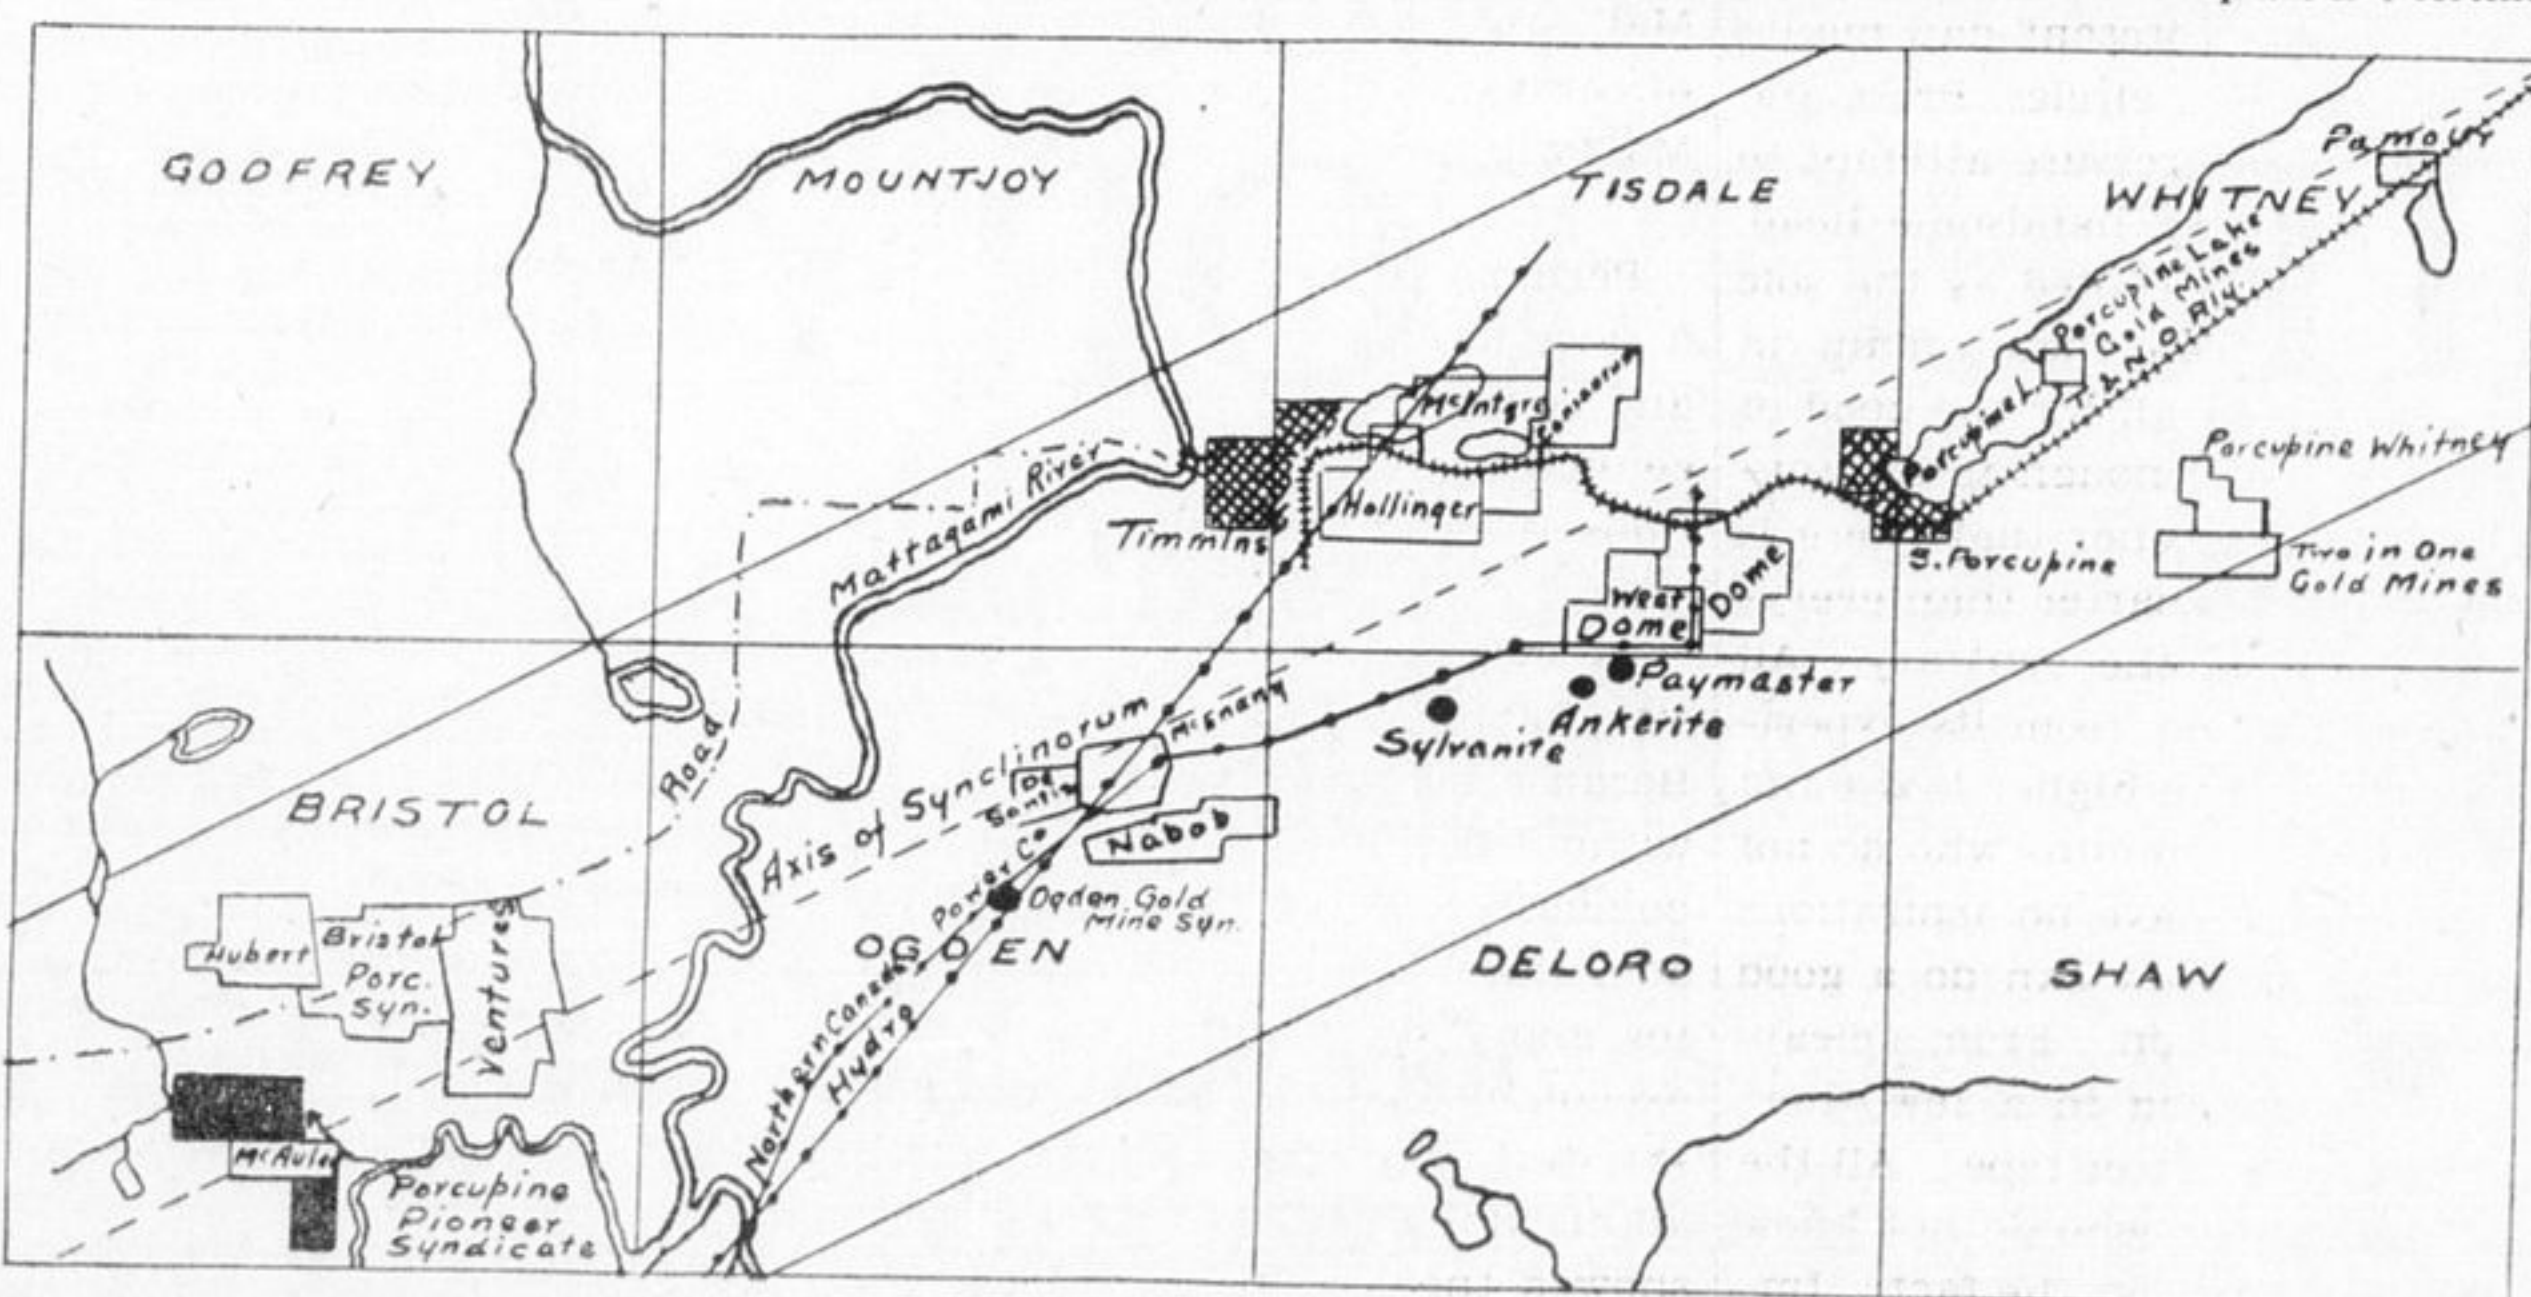 GODFREY
MOUNTJOY
TISDALE
WHITNEY
Pamour
Porcupine Lake
Gold Mines
T. & N. O. Rly.
Porcupine L.
McIntyre
Coniaurum
Hollinger
Timmins
Mattagami River
Porcupine Whitney
Two in One
Gold Mines
S. Porcupine
West
Dome
Dome
Paymaster
Ankerite
Sylvanite
McEnany
Road
BRISTOL
Axis of Synclinorum
De
Santis
Nabob
Ogden Gold
Mine Syn.
OGDEN
Northern Canada Power Co
Hydro
DELORO
SHAW
Hubert
Bristol
Porc.
Syn.
Ventures
McAuley
Porcupine
Pioneer
Syndicate